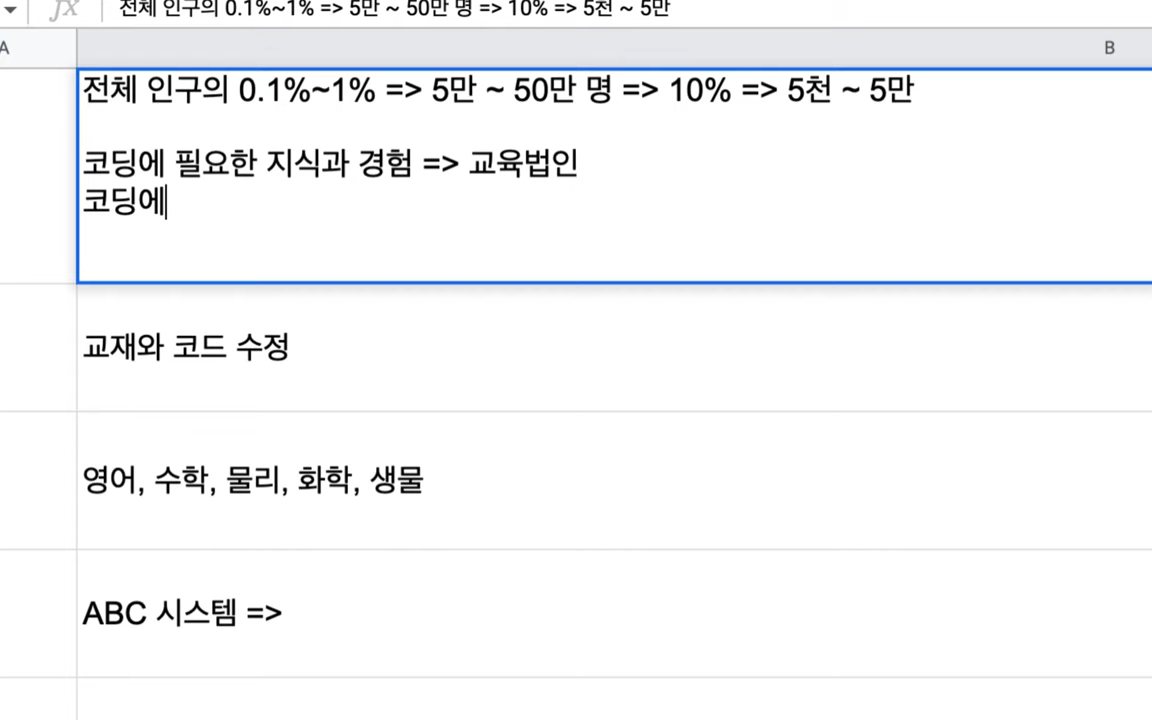 fx 전체 인구의 0.1%~1% => 5만 ~ 50만 명 => 10% => 5천 ~ 5만
A B
전체 인구의 0.1%~1% => 5만 ~ 50만 명 => 10% => 5천 ~ 5만
코딩에 필요한 지식과 경험 => 교육법인
코딩에
교재와 코드 수정
영어, 수학, 물리, 화학, 생물
ABC 시스템 =>